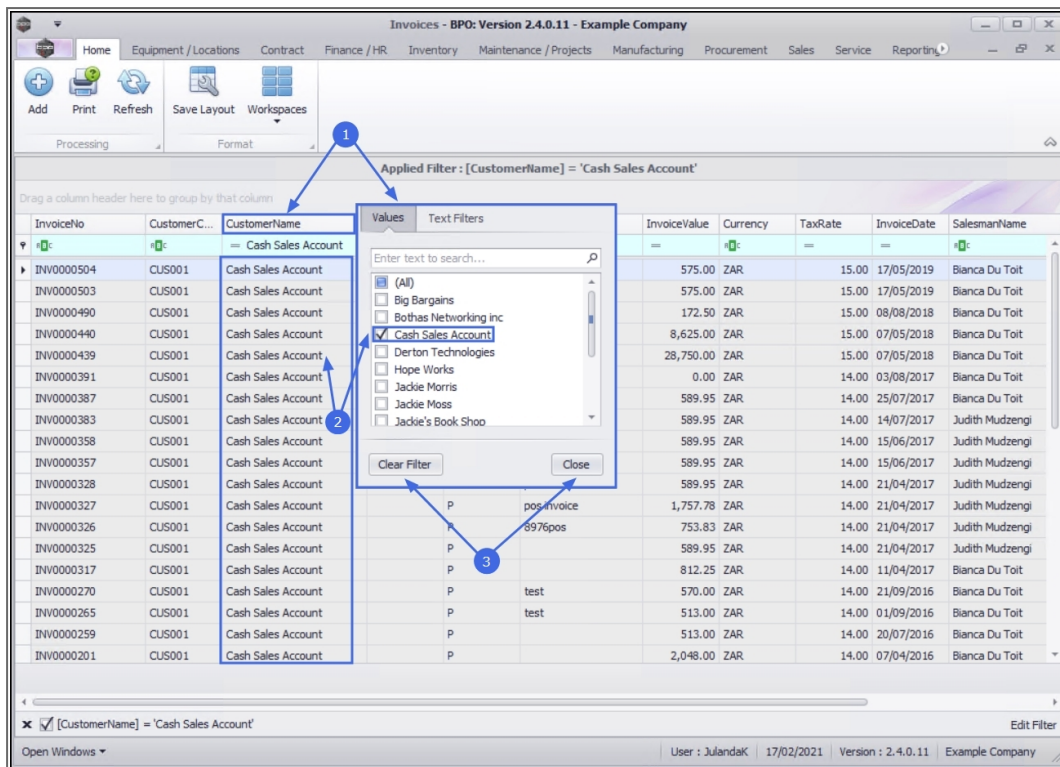 Invoices - BPO: Version 2.4.0.11 - Example Company
Home Equipment / Locations Contract Finance / HR Inventory Maintenance / Projects Manufacturing Procurement Sales Service Reporting
Add Print Refresh Save Layout Workspaces
Processing Format
1
Applied Filter : [CustomerName] = 'Cash Sales Account'
Drag a column header here to group by that column
InvoiceNo CustomerC... CustomerName InvoiceValue Currency TaxRate InvoiceDate SalesmanName
= Cash Sales Account = = =
Values Text Filters
Enter text to search...
(All)
Big Bargains
Bothas Networking inc
Cash Sales Account
Derton Technologies
Hope Works
Jackie Morris
Jackie Moss
Jackie's Book Shop
Clear Filter Close
2
3
INV0000504 CUS001 Cash Sales Account 575.00 ZAR 15.00 17/05/2019 Bianca Du Toit
INV0000503 CUS001 Cash Sales Account 575.00 ZAR 15.00 17/05/2019 Bianca Du Toit
INV0000490 CUS001 Cash Sales Account 172.50 ZAR 15.00 08/08/2018 Bianca Du Toit
INV0000440 CUS001 Cash Sales Account 8,625.00 ZAR 15.00 07/05/2018 Bianca Du Toit
INV0000439 CUS001 Cash Sales Account 28,750.00 ZAR 15.00 07/05/2018 Bianca Du Toit
INV0000391 CUS001 Cash Sales Account 0.00 ZAR 14.00 03/08/2017 Bianca Du Toit
INV0000387 CUS001 Cash Sales Account 589.95 ZAR 14.00 25/07/2017 Bianca Du Toit
INV0000383 CUS001 Cash Sales Account 589.95 ZAR 14.00 14/07/2017 Judith Mudzengi
INV0000358 CUS001 Cash Sales Account 589.95 ZAR 14.00 15/06/2017 Judith Mudzengi
INV0000357 CUS001 Cash Sales Account 589.95 ZAR 14.00 15/06/2017 Judith Mudzengi
INV0000328 CUS001 Cash Sales Account 589.95 ZAR 14.00 21/04/2017 Judith Mudzengi
INV0000327 CUS001 Cash Sales Account P pos invoice 1,757.78 ZAR 14.00 21/04/2017 Judith Mudzengi
INV0000326 CUS001 Cash Sales Account P 8976pos 753.83 ZAR 14.00 21/04/2017 Judith Mudzengi
INV0000325 CUS001 Cash Sales Account P 589.95 ZAR 14.00 21/04/2017 Judith Mudzengi
INV0000317 CUS001 Cash Sales Account P 812.25 ZAR 14.00 11/04/2017 Bianca Du Toit
INV0000270 CUS001 Cash Sales Account P test 570.00 ZAR 14.00 21/09/2016 Bianca Du Toit
INV0000265 CUS001 Cash Sales Account P test 513.00 ZAR 14.00 01/09/2016 Bianca Du Toit
INV0000259 CUS001 Cash Sales Account P 513.00 ZAR 14.00 20/07/2016 Bianca Du Toit
INV0000201 CUS001 Cash Sales Account P 2,048.00 ZAR 14.00 07/04/2016 Bianca Du Toit
[CustomerName] = 'Cash Sales Account' Edit Filter
Open Windows User : JulandaK 17/02/2021 Version : 2.4.0.11 Example Company